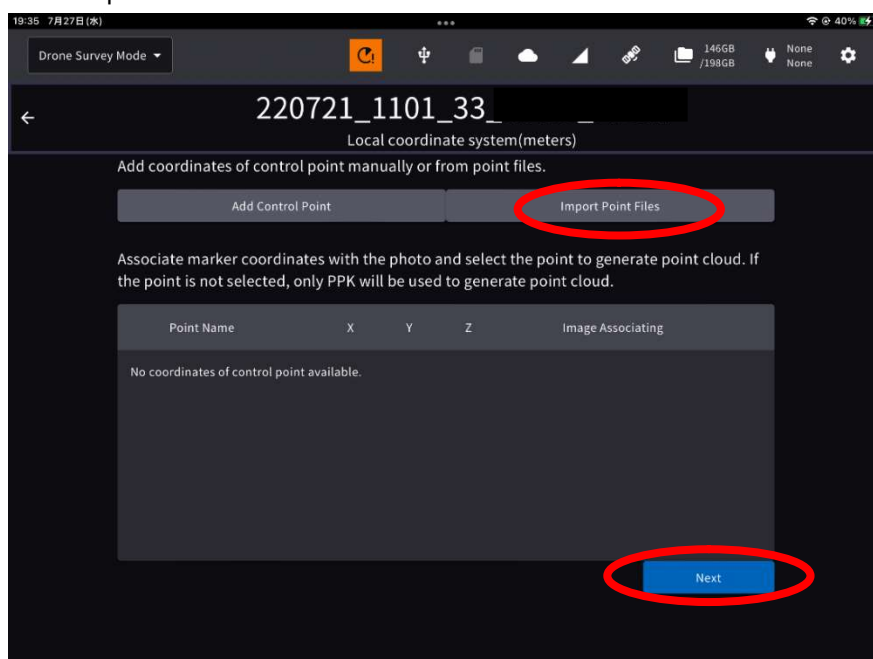 19:35 7月27日(水)
40%
Drone Survey Mode
146GB
/198GB
None
None
220721_1101_33_
Local coordinate system(meters)
Add coordinates of control point manually or from point files.
Add Control Point
Import Point Files
Associate marker coordinates with the photo and select the point to generate point cloud. If
the point is not selected, only PPK will be used to generate point cloud.
Point Name X Y Z Image Associating
No coordinates of control point available.
Next